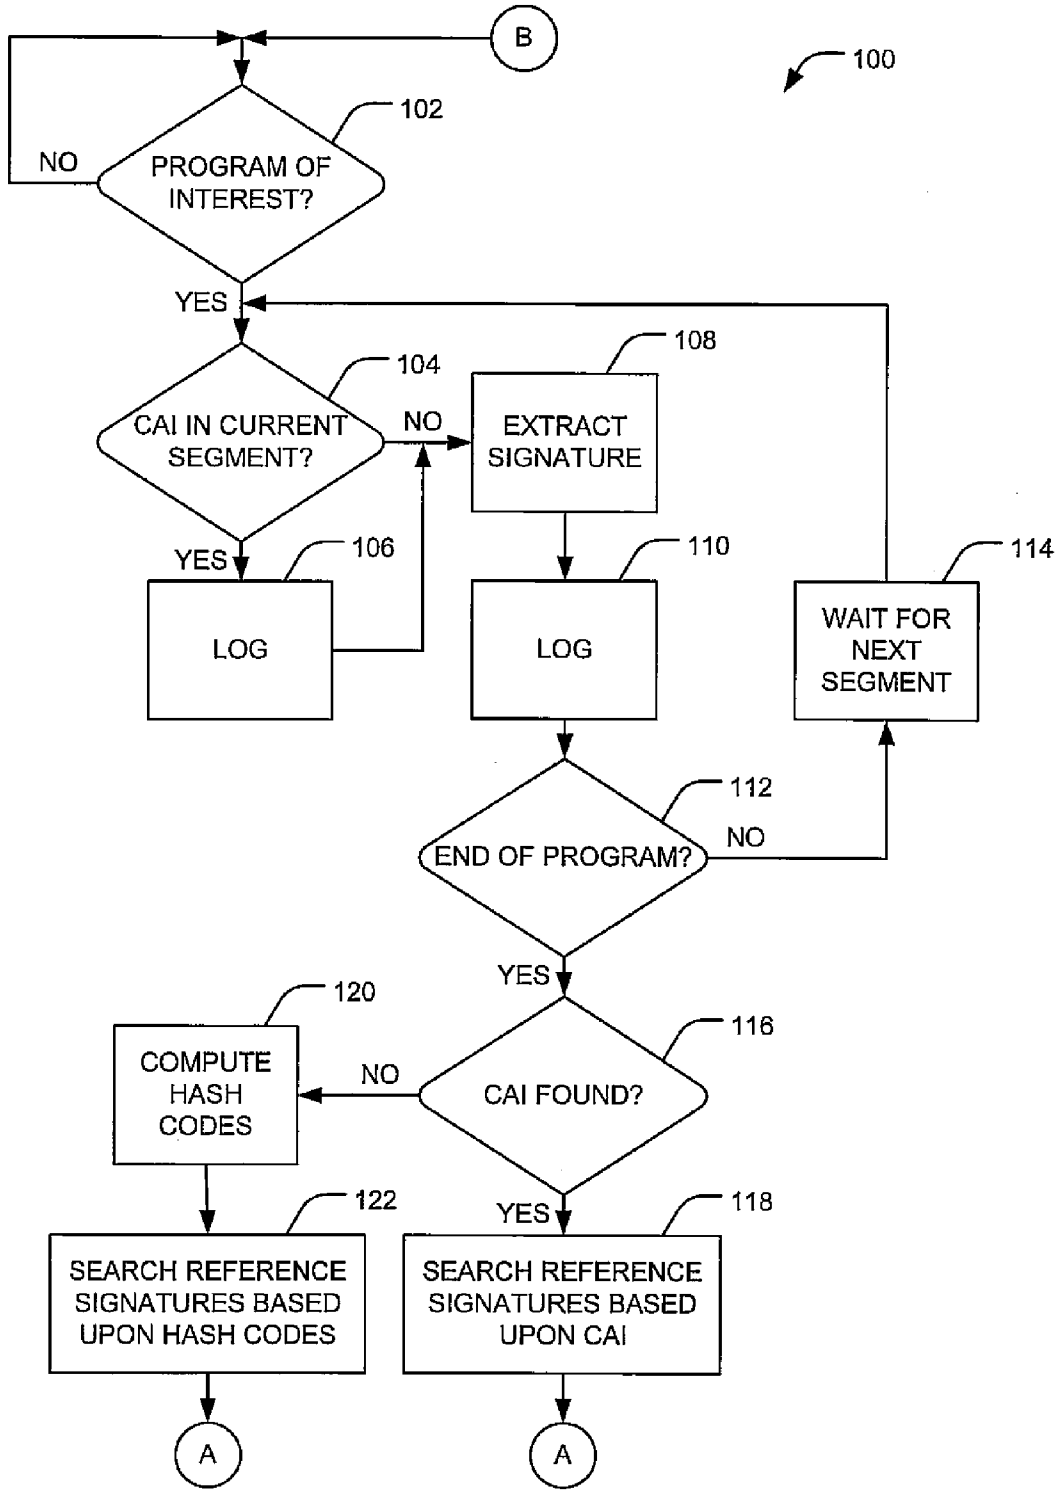 B
100
102
NO
PROGRAM OF
INTEREST?
YES
104
108
CAI IN CURRENT
SEGMENT?
NO
EXTRACT
SIGNATURE
YES
106
110
114
LOG
LOG
WAIT FOR
NEXT
SEGMENT
112
END OF PROGRAM?
NO
YES
120
116
COMPUTE
HASH
CODES
NO
CAI FOUND?
122
YES
118
SEARCH REFERENCE
SIGNATURES BASED
UPON HASH CODES
SEARCH REFERENCE
SIGNATURES BASED
UPON CAI
A
A